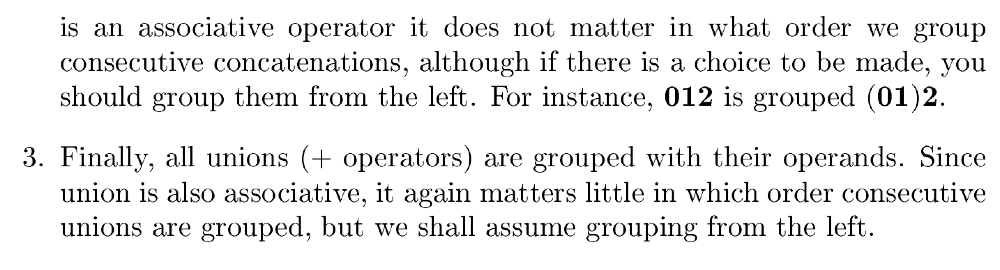 is an associative operator it does not matter in what order we group
consecutive concatenations, although if there is a choice to be made, you
should group them from the left. For instance, 012 is grouped (01)2.
3. Finally, all unions (+ operators) are grouped with their operands. Since
union is also associative, it again matters little in which order consecutive
unions are grouped, but we shall assume grouping from the left.